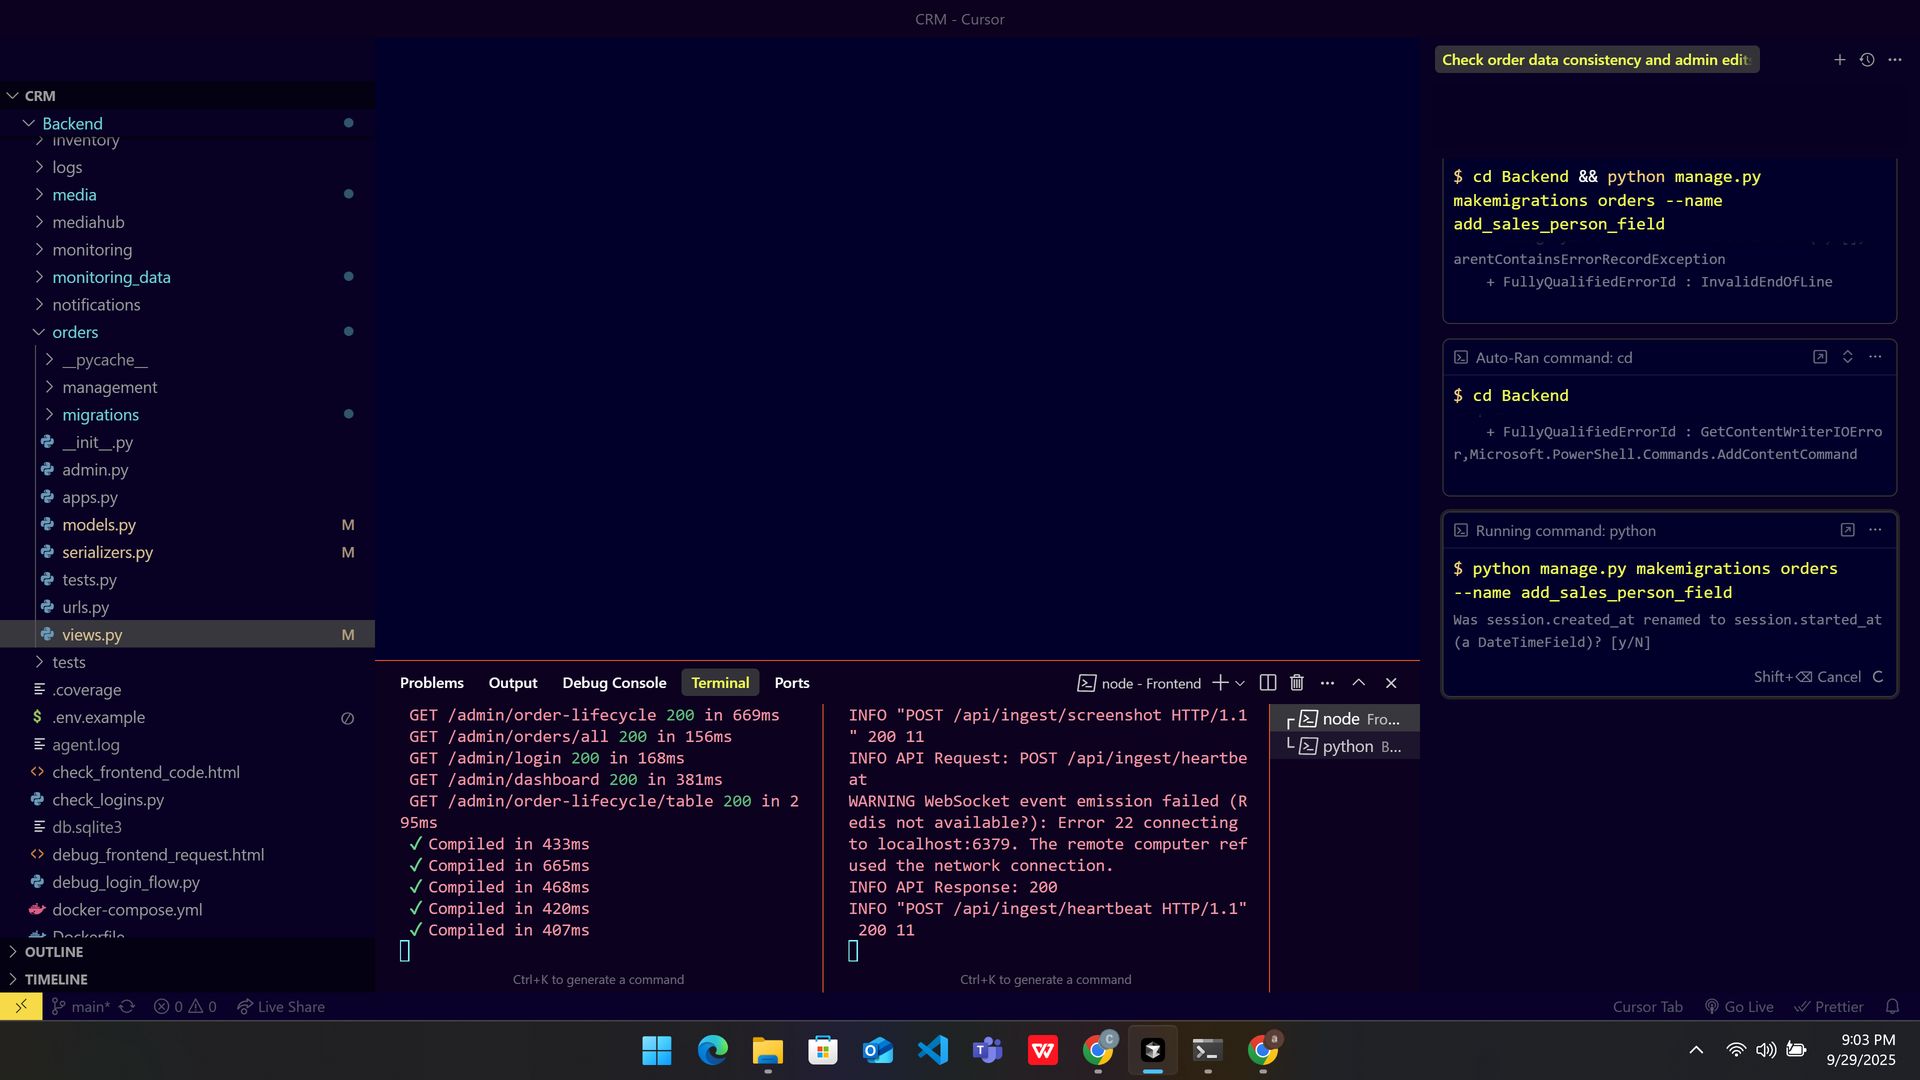 CRM - Cursor
CRM
Backend
inventory
logs
media
mediahub
monitoring
monitoring_data
notifications
orders
__pycache__
management
migrations
__init__.py
admin.py
apps.py
models.py M
serializers.py M
tests.py
urls.py
views.py M
tests
.coverage
.env.example
agent.log
check_frontend_code.html
check_logins.py
db.sqlite3
debug_frontend_request.html
debug_login_flow.py
docker-compose.yml
Dockerfile
OUTLINE
TIMELINE
Problems Output Debug Console Terminal Ports
node - Frontend
GET /admin/order-lifecycle 200 in 669ms
GET /admin/orders/all 200 in 156ms
GET /admin/login 200 in 168ms
GET /admin/dashboard 200 in 381ms
GET /admin/order-lifecycle/table 200 in 2
95ms
✓ Compiled in 433ms
✓ Compiled in 665ms
✓ Compiled in 468ms
✓ Compiled in 420ms
✓ Compiled in 407ms
Ctrl+K to generate a command
INFO "POST /api/ingest/screenshot HTTP/1.1
" 200 11
INFO API Request: POST /api/ingest/heartbe
at
WARNING WebSocket event emission failed (R
edis not available?): Error 22 connecting
to localhost:6379. The remote computer ref
used the network connection.
INFO API Response: 200
INFO "POST /api/ingest/heartbeat HTTP/1.1"
200 11
Ctrl+K to generate a command
node Fro...
python B...
Check order data consistency and admin edit
$ cd Backend && python manage.py
makemigrations orders --name
add_sales_person_field
arentContainsErrorRecordException
+ FullyQualifiedErrorId : InvalidEndOfLine
Auto-Ran command: cd
$ cd Backend
+ FullyQualifiedErrorId : GetContentWriterIOErro
r,Microsoft.PowerShell.Commands.AddContentCommand
Running command: python
$ python manage.py makemigrations orders
--name add_sales_person_field
Was session.created_at renamed to session.started_at
(a DateTimeField)? [y/N]
Shift+⌫ Cancel
main* 0 0 Live Share
Cursor Tab Go Live Prettier
9:03 PM
9/29/2025